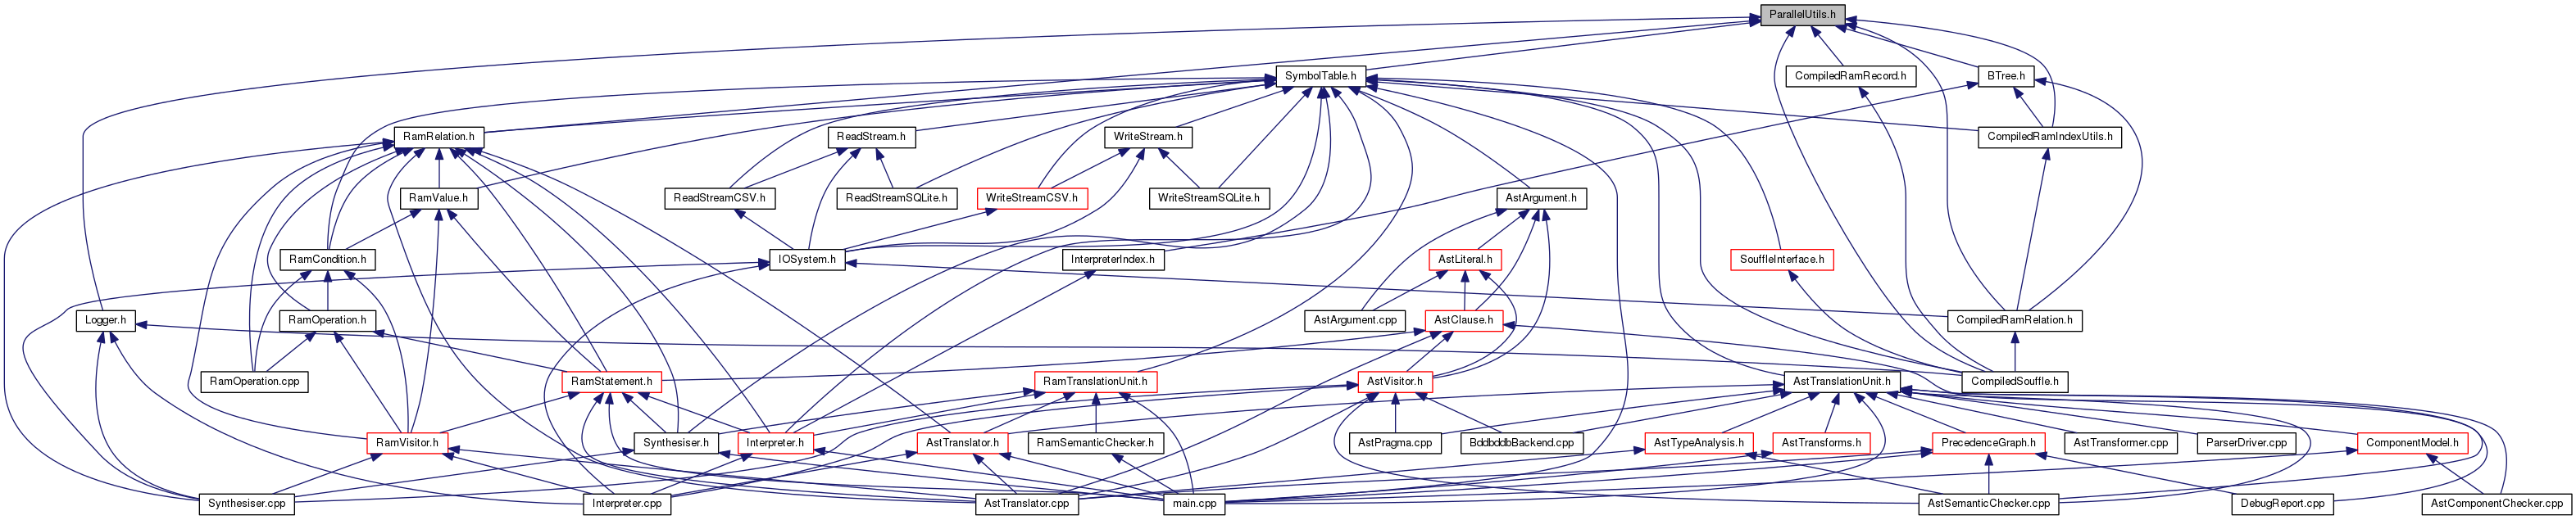 ParallelUtils.h
SymbolTable.h
CompiledRamRecord.h
BTree.h
RamRelation.h
ReadStream.h
WriteStream.h
CompiledRamIndexUtils.h
RamValue.h
ReadStreamCSV.h
ReadStreamSQLite.h
WriteStreamCSV.h
WriteStreamSQLite.h
AstArgument.h
RamCondition.h
IOSystem.h
InterpreterIndex.h
AstLiteral.h
SouffleInterface.h
Logger.h
RamOperation.h
AstArgument.cpp
AstClause.h
CompiledRamRelation.h
RamOperation.cpp
RamStatement.h
RamTranslationUnit.h
AstVisitor.h
AstTranslationUnit.h
CompiledSouffle.h
RamVisitor.h
Synthesiser.h
Interpreter.h
AstTranslator.h
RamSemanticChecker.h
AstPragma.cpp
BddbddbBackend.cpp
AstTypeAnalysis.h
AstTransforms.h
PrecedenceGraph.h
AstTransformer.cpp
ParserDriver.cpp
ComponentModel.h
Synthesiser.cpp
Interpreter.cpp
AstTranslator.cpp
main.cpp
AstSemanticChecker.cpp
DebugReport.cpp
AstComponentChecker.cpp